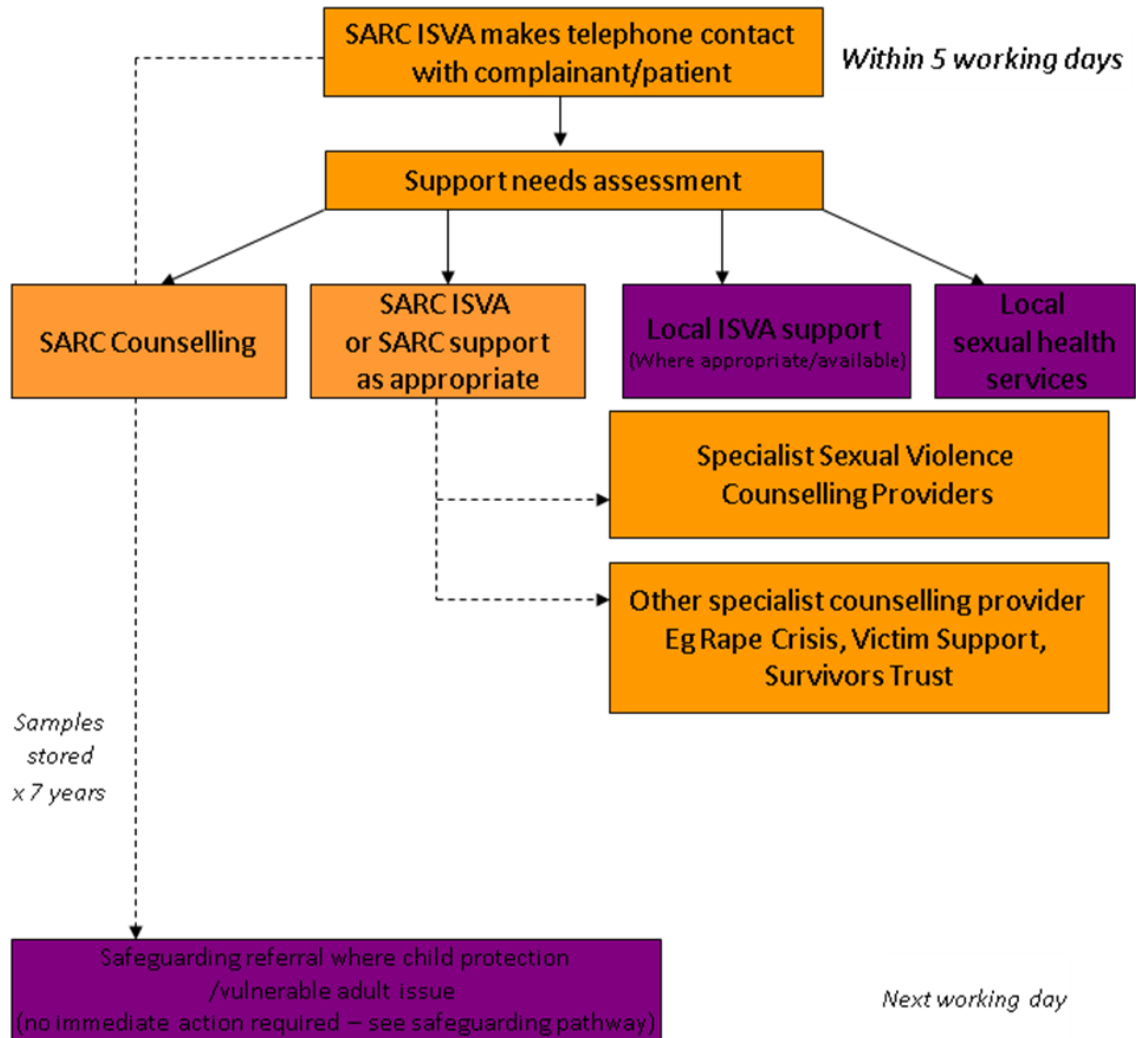 SARC ISVA makes telephone contact
with complainant/patient
Within 5 working days
Support needs assessment
SARC Counselling
SARC ISVA
or SARC support
as appropriate
Local ISVA support
(Where appropriate/available)
Local
sexual health
services
Specialist Sexual Violence
Counselling Providers
Other specialist counselling provider
Eg Rape Crisis, Victim Support,
Survivors Trust
Samples
stored
x 7 years
Safeguarding referral where child protection
/vulnerable adult issue
(no immediate action required – see safeguarding pathway)
Next working day